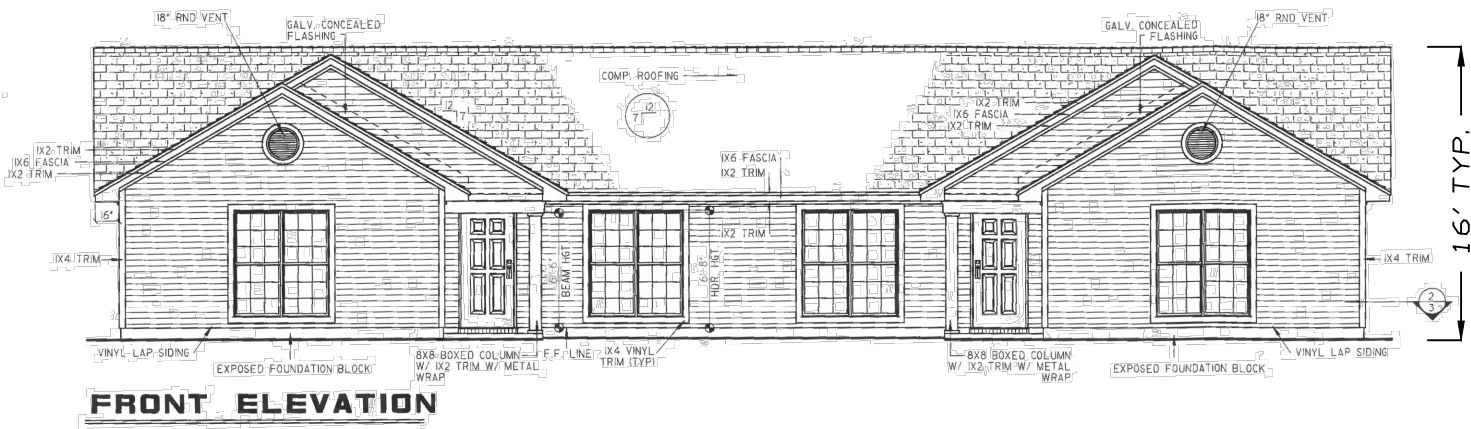 18" RND VENT
GALV. CONCEALED
FLASHING
GALV. CONCEALED
FLASHING
18" RND VENT
COMP. ROOFING
12
7
12
7
1X2 TRIM
1X6 FASCIA
1X2 TRIM
1X2 TRIM
1X6 FASCIA
1X2 TRIM
1X6 FASCIA
1X2 TRIM
16"
1X2 TRIM
6'-6"
BEAM HGT
6'-8"
HDR HGT
1X4 TRIM
1X4 TRIM
2
3
16' TYP.
VINYL LAP SIDING
EXPOSED FOUNDATION BLOCK
8X8 BOXED COLUMN
W/ 1X2 TRIM W/ METAL
WRAP
F.F. LINE
1X4 VINYL
TRIM (TYP)
8X8 BOXED COLUMN
W/ 1X2 TRIM W/ METAL
WRAP
EXPOSED FOUNDATION BLOCK
VINYL LAP SIDING
FRONT ELEVATION